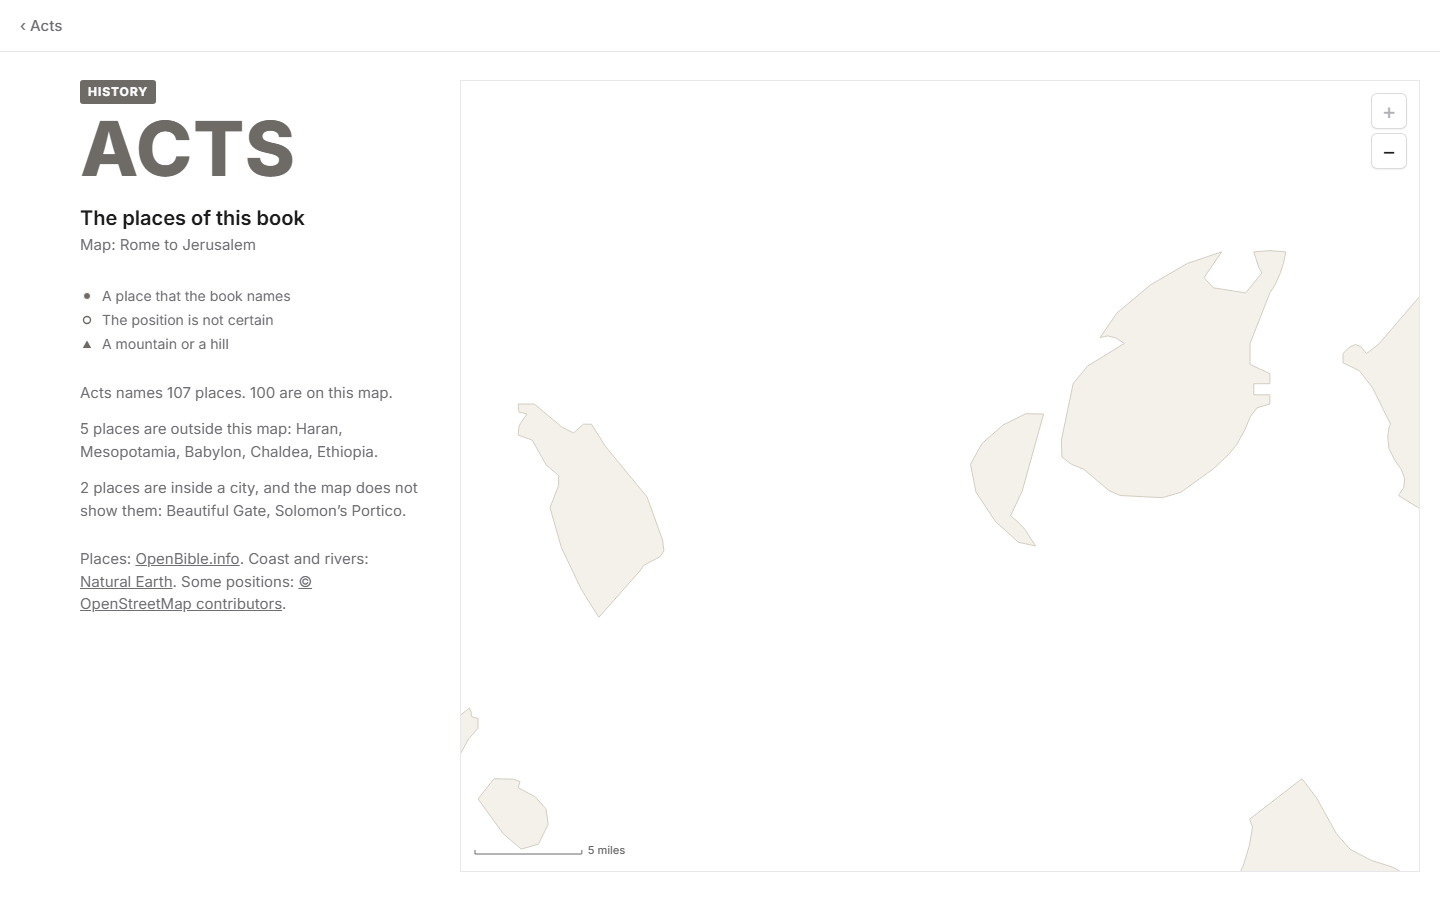 ‹ Acts
HISTORY
ACTS
The places of this book
Map: Rome to Jerusalem
A place that the book names
The position is not certain
A mountain or a hill
Acts names 107 places. 100 are on this map.
5 places are outside this map: Haran,
Mesopotamia, Babylon, Chaldea, Ethiopia.
2 places are inside a city, and the map does not
show them: Beautiful Gate, Solomon’s Portico.
Places: OpenBible.info. Coast and rivers:
Natural Earth. Some positions: ©
OpenStreetMap contributors.
+
−
5 miles